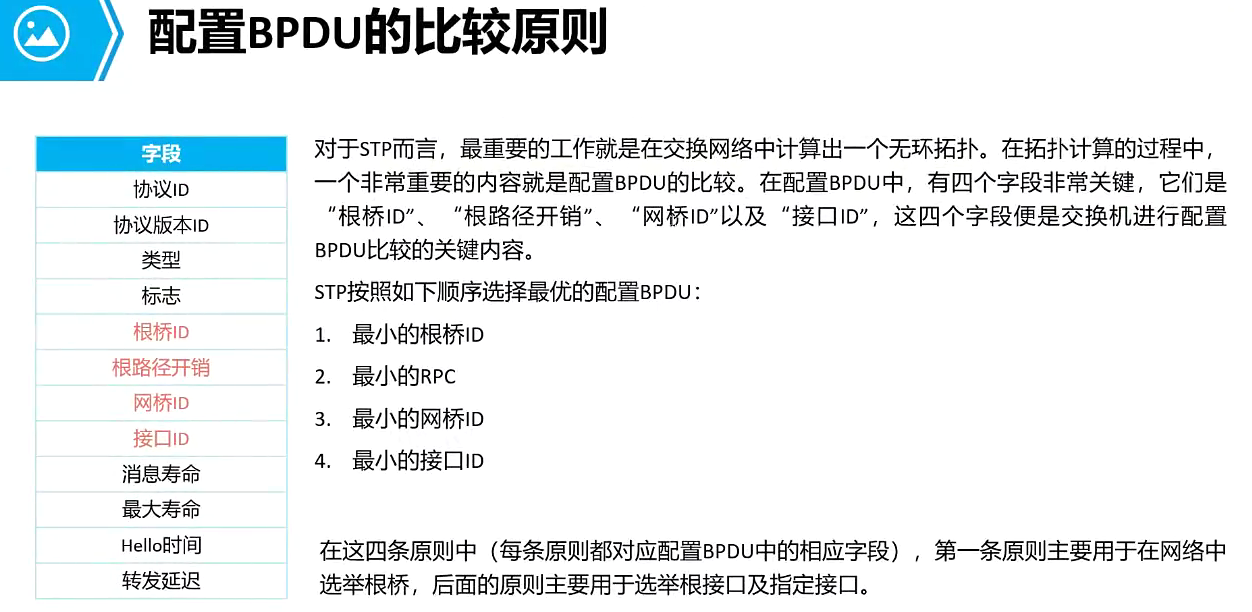 配置BPDU的比较原则
字段
协议ID
协议版本ID
类型
标志
根桥ID
根路径开销
网桥ID
接口ID
消息寿命
最大寿命
Hello时间
转发延迟
对于STP而言，最重要的工作就是在交换网络中计算出一个无环拓扑。在拓扑计算的过程中，
一个非常重要的内容就是配置BPDU的比较。在配置BPDU中，有四个字段非常关键，它们是
“根桥ID”、“根路径开销”、“网桥ID”以及“接口ID”，这四个字段便是交换机进行配置
BPDU比较的关键内容。
STP按照如下顺序选择最优的配置BPDU：
1. 最小的根桥ID
2. 最小的RPC
3. 最小的网桥ID
4. 最小的接口ID
在这四条原则中（每条原则都对应配置BPDU中的相应字段），第一条原则主要用于在网络中
选举根桥，后面的原则主要用于选举根接口及指定接口。